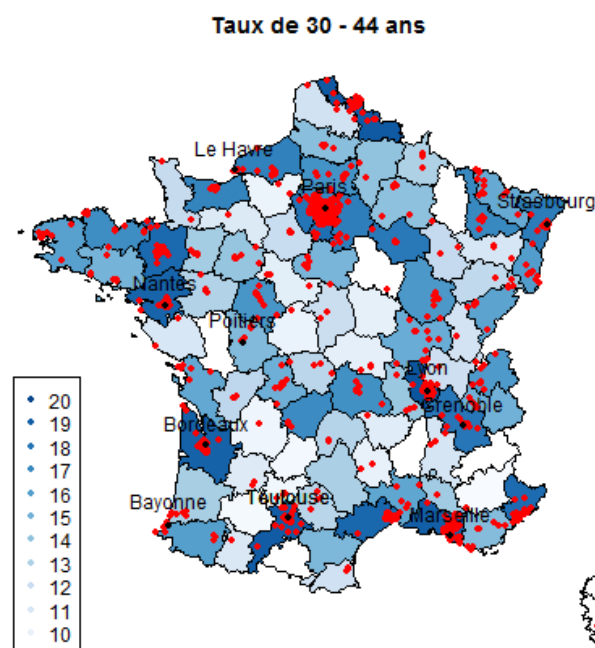 Taux de 30 - 44 ans
Le Havre
Paris
Strasbourg
Nantes
Poitiers
Lyon
Grenoble
Bordeaux
Bayonne
Toulouse
Marseille
20
19
18
17
16
15
14
13
12
11
10